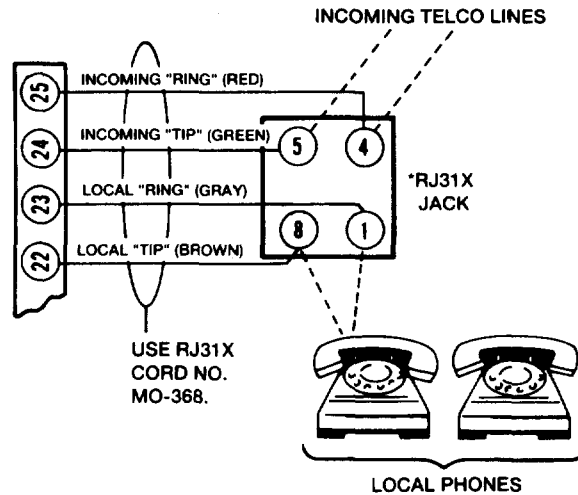 INCOMING TELCO LINES
25
INCOMING "RING" (RED)
24
INCOMING "TIP" (GREEN)
5
4
*RJ31X
JACK
23
LOCAL "RING" (GRAY)
8
1
22
LOCAL "TIP" (BROWN)
USE RJ31X
CORD NO.
MO-368.
LOCAL PHONES